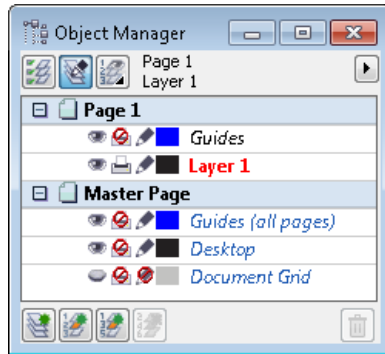 Object Manager
Page 1
Layer 1
Page 1
Guides
Layer 1
Master Page
Guides (all pages)
Desktop
Document Grid